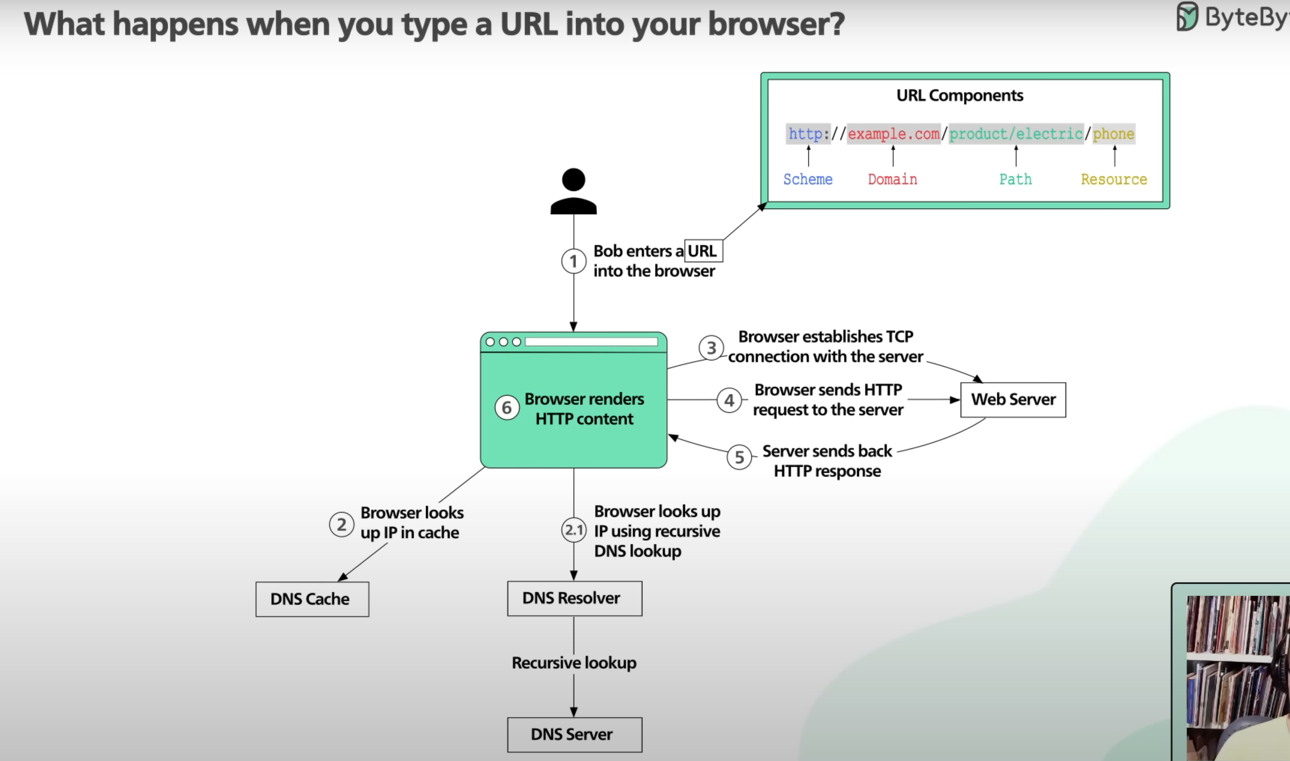 What happens when you type a URL into your browser?
ByteBy
URL Components
http://example.com/product/electric/phone
Scheme Domain Path Resource
1 Bob enters a URL
into the browser
3 Browser establishes TCP
connection with the server
6 Browser renders
HTTP content
4 Browser sends HTTP
request to the server
Web Server
5 Server sends back
HTTP response
2 Browser looks
up IP in cache
2.1 Browser looks up
IP using recursive
DNS lookup
DNS Cache
DNS Resolver
Recursive lookup
DNS Server